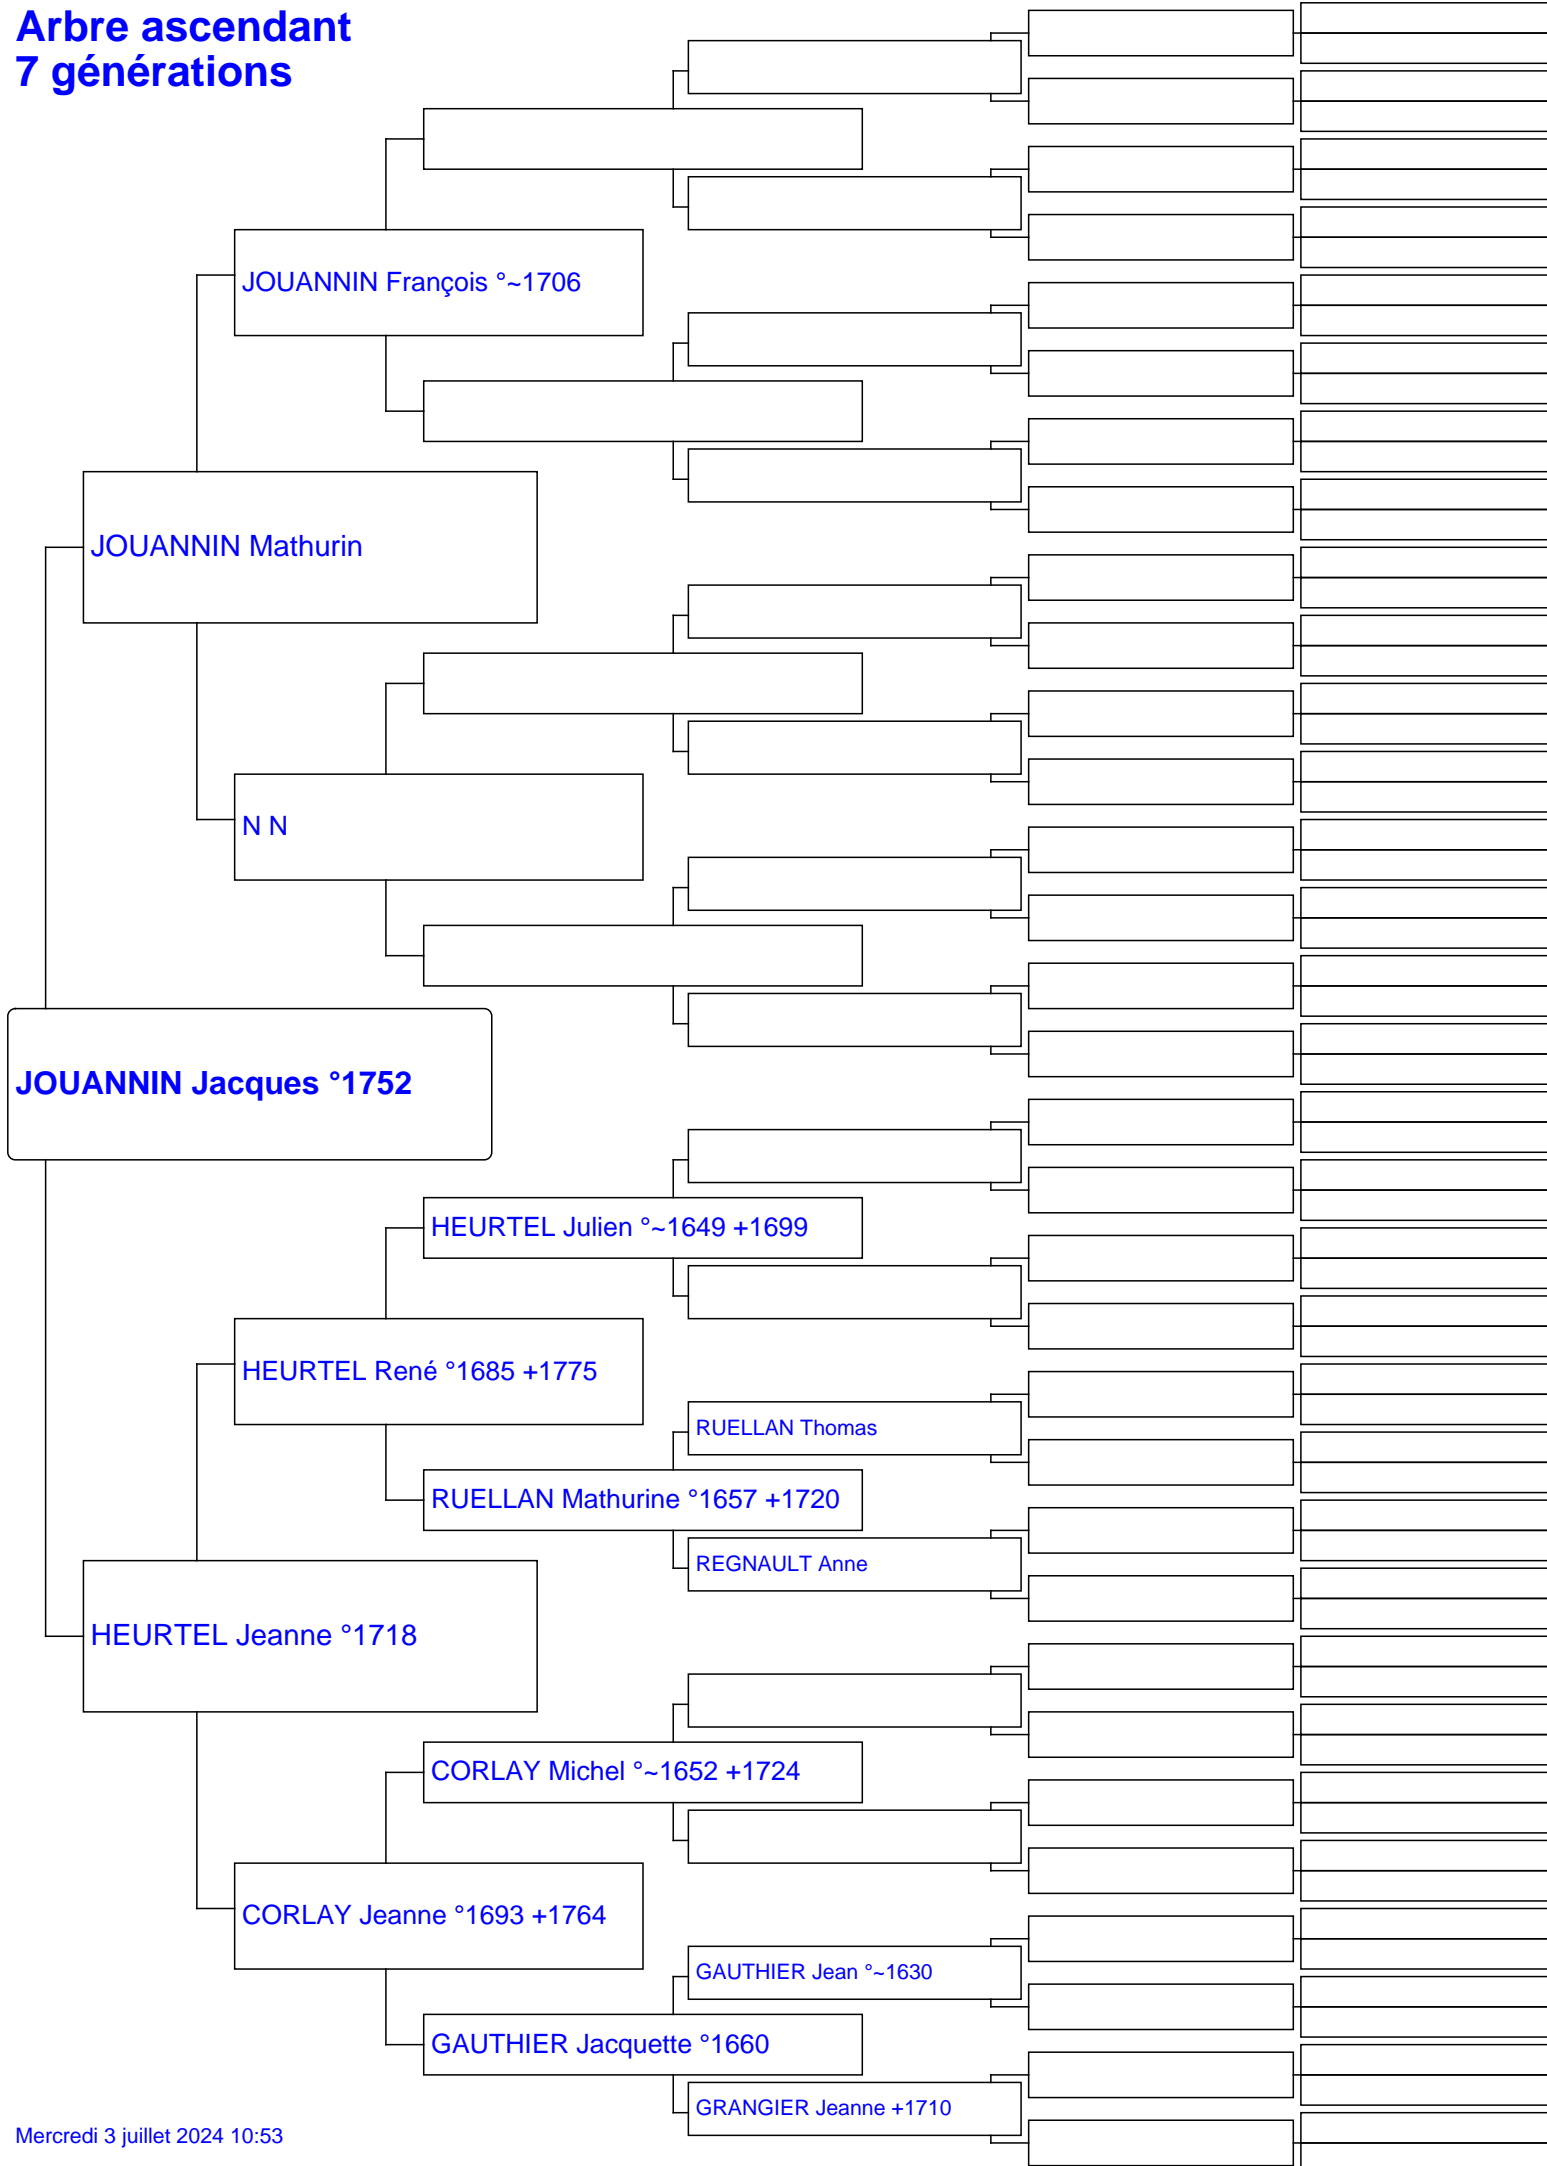 Arbre ascendant
7 générations
JOUANNIN François °~1706
JOUANNIN Mathurin
N N
JOUANNIN Jacques °1752
HEURTEL Julien °~1649 +1699
HEURTEL René °1685 +1775
RUELLAN Thomas
RUELLAN Mathurine °1657 +1720
REGNAULT Anne
HEURTEL Jeanne °1718
CORLAY Michel °~1652 +1724
CORLAY Jeanne °1693 +1764
GAUTHIER Jean °~1630
GAUTHIER Jacquette °1660
GRANGIER Jeanne +1710
Mercredi 3 juillet 2024 10:53